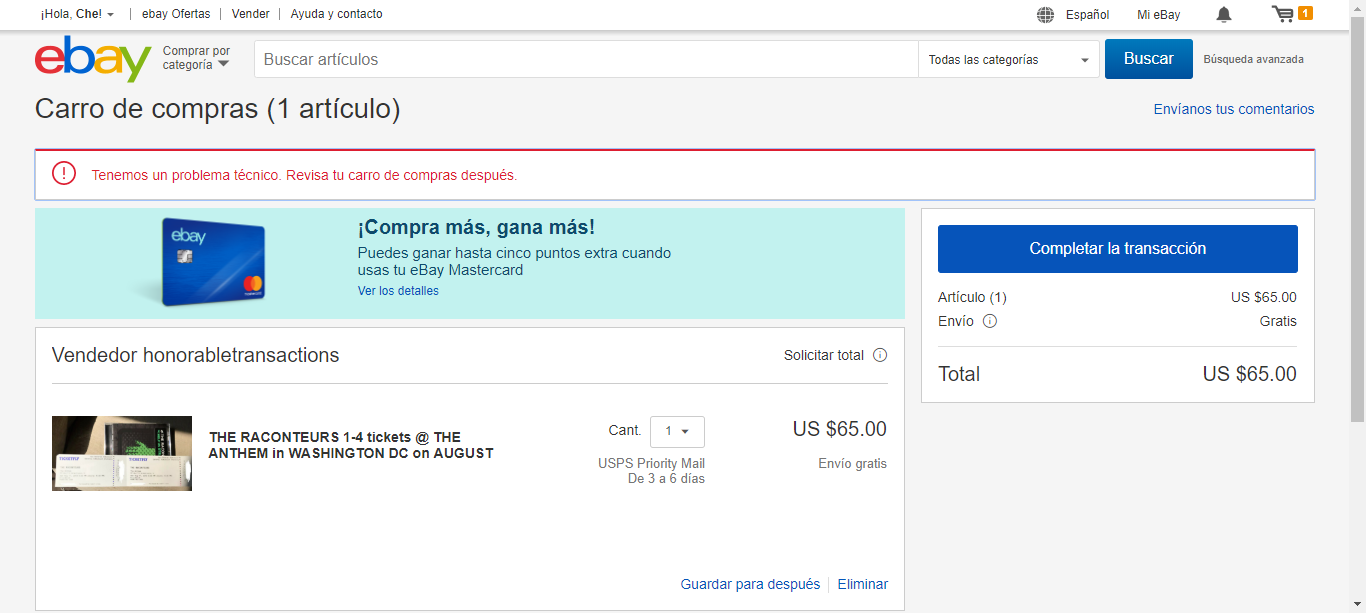 ¡Hola, Che!
ebay Ofertas
Vender
Ayuda y contacto
Español
Mi eBay
1
ebay
Comprar por
categoría
Buscar artículos
Todas las categorías
Buscar
Búsqueda avanzada
Carro de compras (1 artículo)
Envíanos tus comentarios
Tenemos un problema técnico. Revisa tu carro de compras después.
ebay
¡Compra más, gana más!
Puedes ganar hasta cinco puntos extra cuando
usas tu eBay Mastercard
Ver los detalles
Completar la transacción
Artículo (1) US $65.00
Envío Gratis
Total US $65.00
Vendedor honorabletransactions
Solicitar total
THE RACONTEURS 1-4 tickets @ THE
ANTHEM in WASHINGTON DC on AUGUST
Cant. 1
US $65.00
USPS Priority Mail
De 3 a 6 días
Envío gratis
Guardar para después
Eliminar